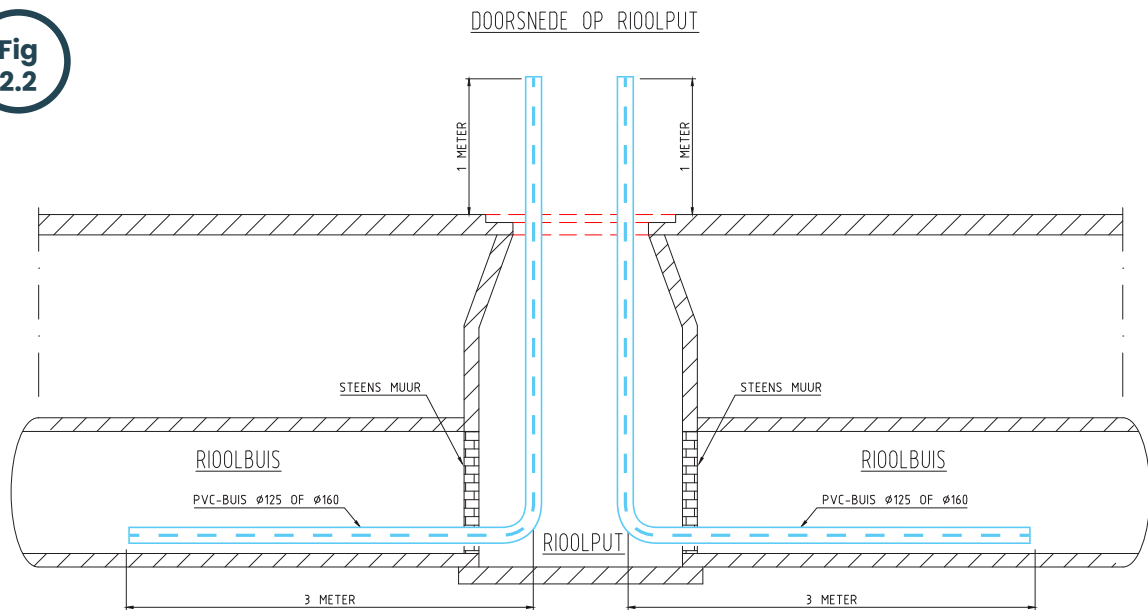 DOORSNEDE OP RIOOLPUT
Fig
2.2
1 METER
1 METER
STEENS MUUR
STEENS MUUR
RIOOLBUIS
RIOOLBUIS
PVC-BUIS Ø125 OF Ø160
PVC-BUIS Ø125 OF Ø160
RIOOLPUT
3 METER
3 METER